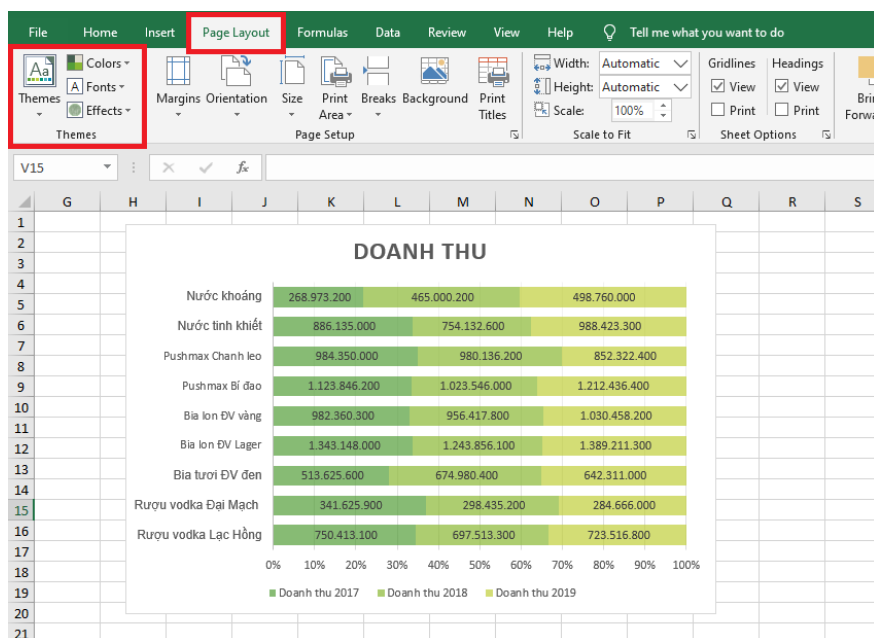 File Home Insert Page Layout Formulas Data Review View Help Tell me what you want to do
Colors Width: Automatic Gridlines Headings
Fonts Height: Automatic View View
Themes Effects Margins Orientation Size Print Area Breaks Background Print Titles Scale: 100% Print Print Brin Forwa
Themes Page Setup Scale to Fit Sheet Options
V15 fx
G H I J K L M N O P Q R S
1
2
3
4
5
6
7
8
9
10
11
12
13
14
15
16
17
18
19
20
21
DOANH THU
Nước khoáng 268.973.200 465.000.200 498.760.000
Nước tinh khiết 886.135.000 754.132.600 988.423.300
Pushmax Chanh leo 984.350.000 980.136.200 852.322.400
Pushmax Bí đao 1.123.846.200 1.023.546.000 1.212.436.400
Bia lon ĐV vàng 982.360.300 956.417.800 1.030.458.200
Bia lon ĐV Lager 1.343.148.000 1.243.856.100 1.389.211.300
Bia tươi ĐV đen 513.625.600 674.980.400 642.311.000
Rượu vodka Đại Mạch 341.625.900 298.435.200 284.666.000
Rượu vodka Lạc Hồng 750.413.100 697.513.300 723.516.800
0% 10% 20% 30% 40% 50% 60% 70% 80% 90% 100%
Doanh thu 2017 Doanh thu 2018 Doanh thu 2019